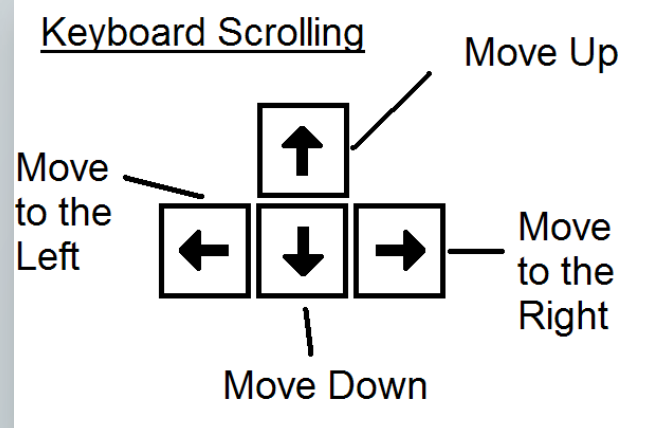 Keyboard Scrolling
Move Up
Move
to the
Left
Move
to the
Right
Move Down